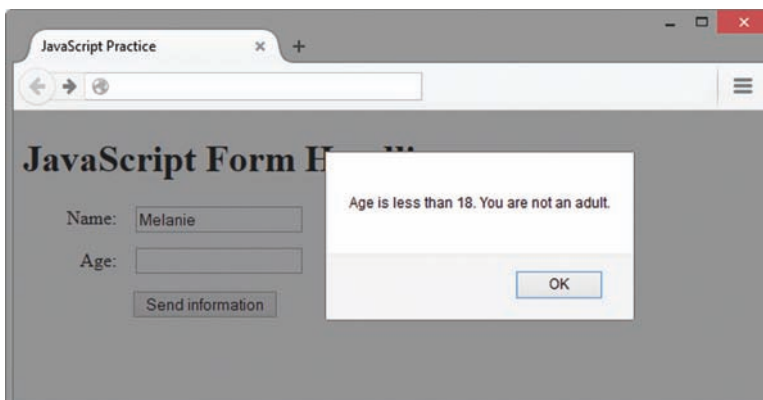 JavaScript Practice
JavaScript Form
Age is less than 18. You are not an adult.
Name: Melanie
Age:
OK
Send information